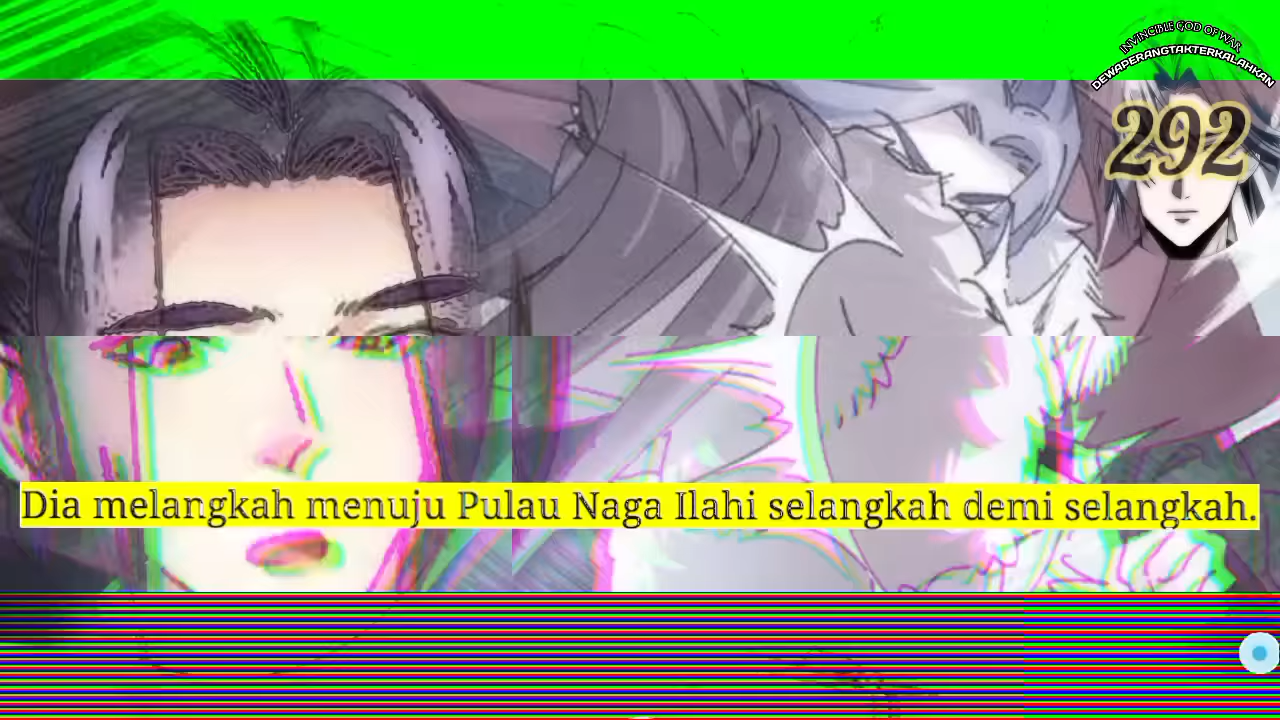 INVINCIBLE GOD OF WAR
DEWAPERANGTAKTERKALAHKAN
292
Dia melangkah menuju Pulau Naga Ilahi selangkah demi selangkah.